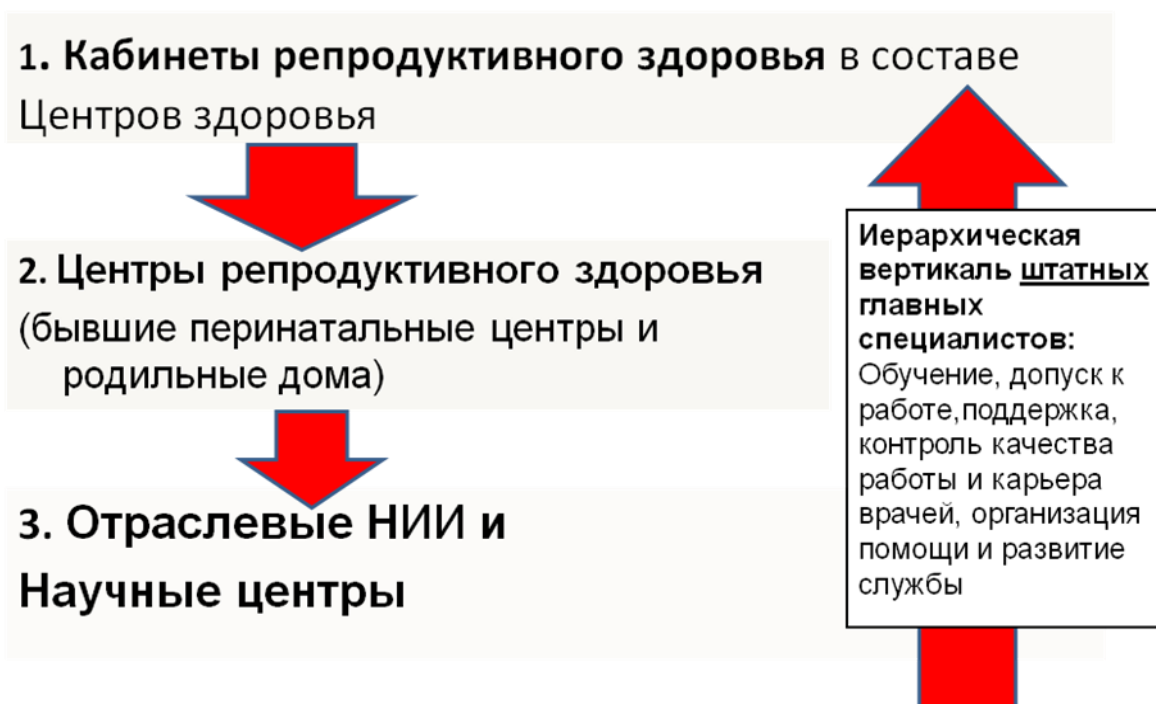 1. Кабинеты репродуктивного здоровья в составе
Центров здоровья
2. Центры репродуктивного здоровья
(бывшие перинатальные центры и
родильные дома)
3. Отраслевые НИИ и
Научные центры
Иерархическая
вертикаль штатных
главных
специалистов:
Обучение, допуск к
работе,поддержка,
контроль качества
работы и карьера
врачей, организация
помощи и развитие
службы